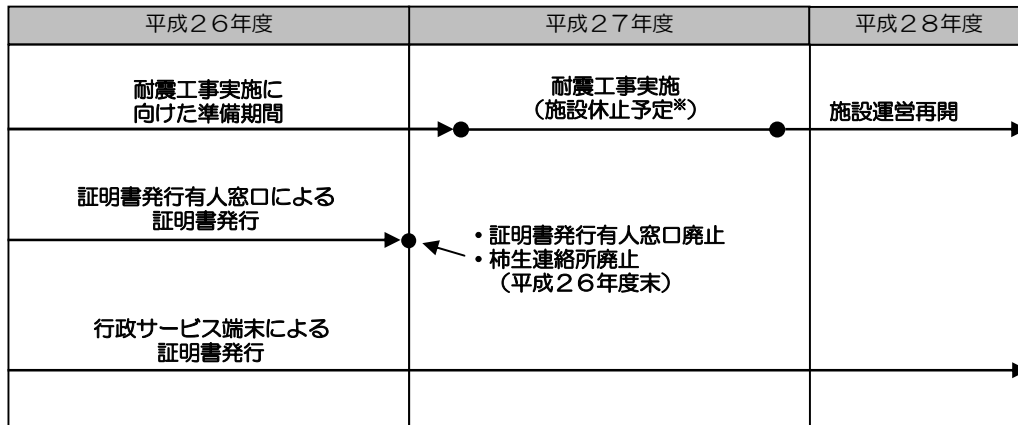 平成２６年度
平成２７年度
平成２８年度
耐震工事実施に
向けた準備期間
耐震工事実施
（施設休止予定※）
施設運営再開
証明書発行有人窓口による
証明書発行
・証明書発行有人窓口廃止
・柿生連絡所廃止
（平成２６年度末）
行政サービス端末による
証明書発行